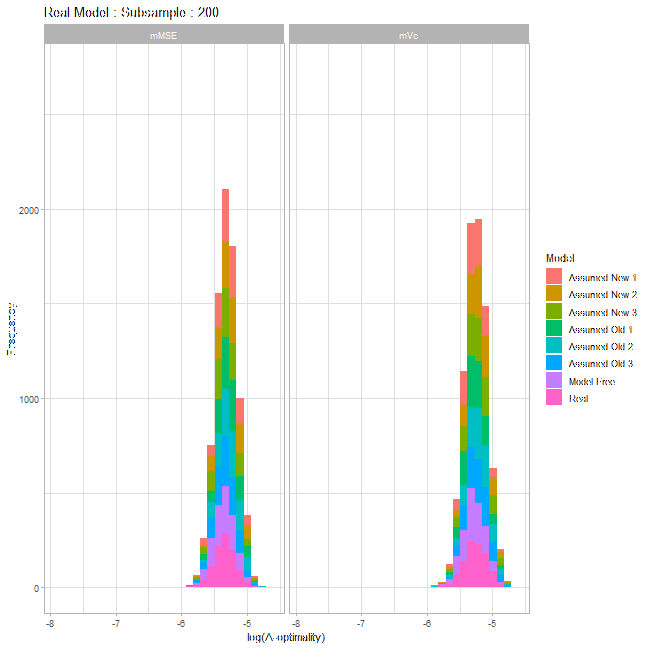 Real Model : Subsample : 200
mMSE
mVc
2000
1000
0
Frequency
-8 -7 -6 -5
-8 -7 -6 -5
log(A-optimality)
Model
Assumed New 1
Assumed New 2
Assumed New 3
Assumed Old 1
Assumed Old 2
Assumed Old 3
Model Free
Real